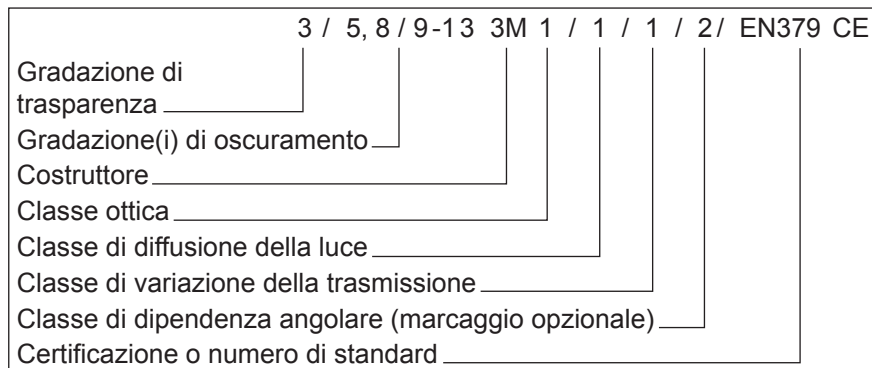 3 / 5, 8 / 9-13 3M 1 / 1 / 1 / 2 / EN379 CE
Gradazione di
trasparenza
Gradazione(i) di oscuramento
Costruttore
Classe ottica
Classe di diffusione della luce
Classe di variazione della trasmissione
Classe di dipendenza angolare (marcaggio opzionale)
Certificazione o numero di standard